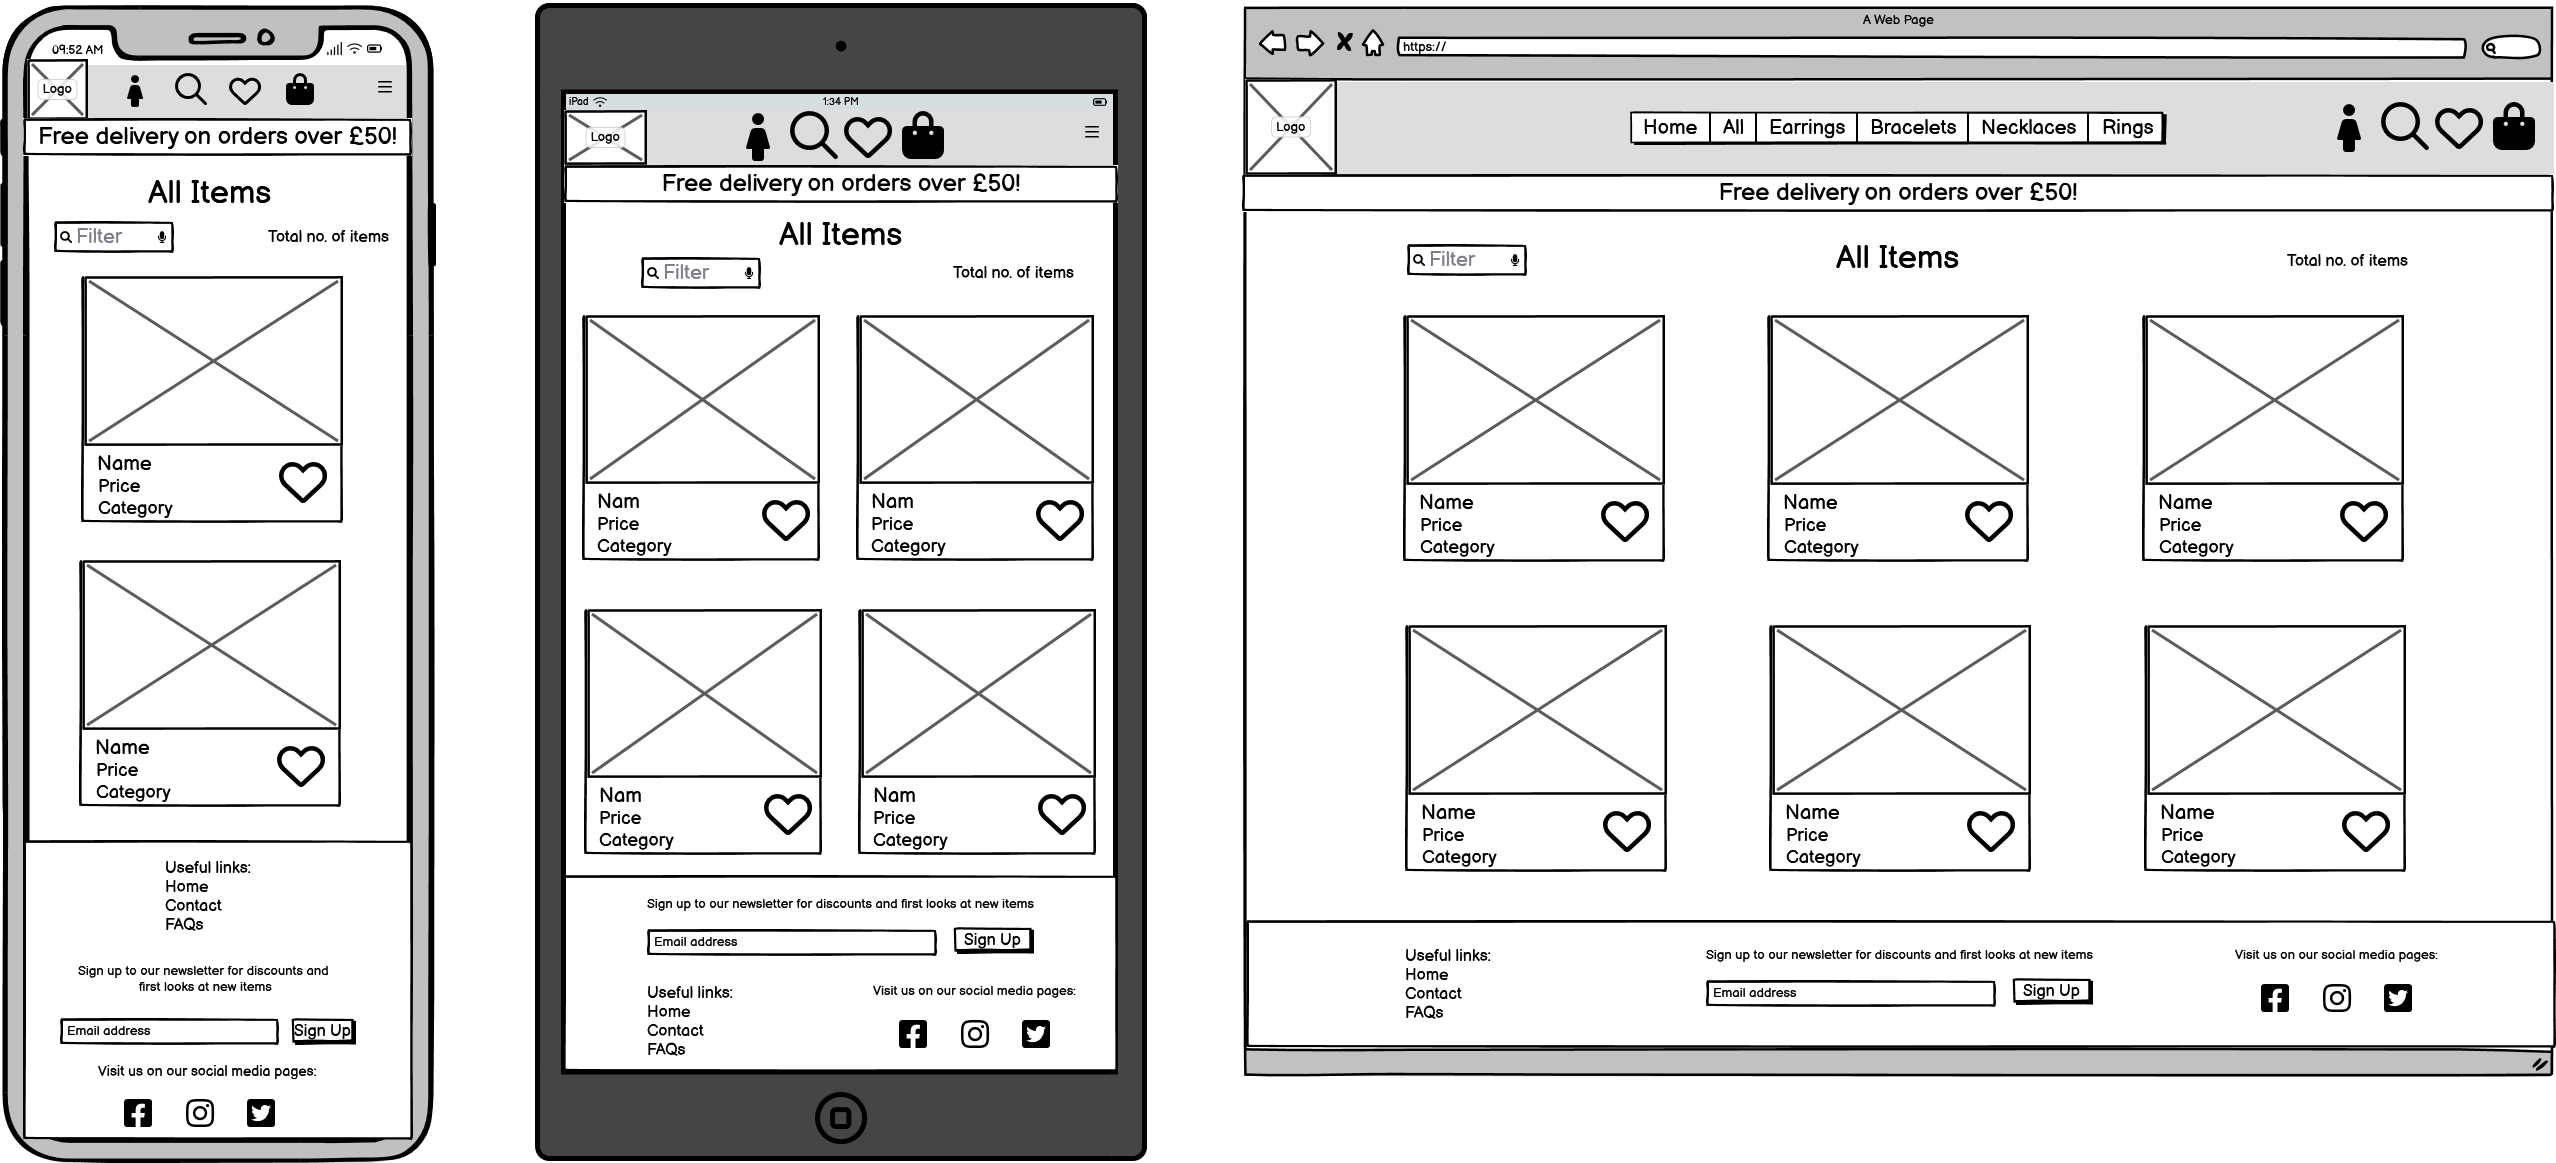 09:52 AM
Logo
Free delivery on orders over £50!
All Items
Filter
Total no. of items
Name
Price
Category
Name
Price
Category
Useful links:
Home
Contact
FAQs
Sign up to our newsletter for discounts and
first looks at new items
Email address
Sign Up
Visit us on our social media pages:
iPad
1:34 PM
Logo
Free delivery on orders over £50!
All Items
Filter
Total no. of items
Nam
Price
Category
Nam
Price
Category
Nam
Price
Category
Nam
Price
Category
Sign up to our newsletter for discounts and first looks at new items
Email address
Sign Up
Useful links:
Home
Contact
FAQs
Visit us on our social media pages:
A Web Page
https://
Logo
Home All Earrings Bracelets Necklaces Rings
Free delivery on orders over £50!
Filter
All Items
Total no. of items
Name
Price
Category
Name
Price
Category
Name
Price
Category
Name
Price
Category
Name
Price
Category
Name
Price
Category
Useful links:
Home
Contact
FAQs
Sign up to our newsletter for discounts and first looks at new items
Email address
Sign Up
Visit us on our social media pages: